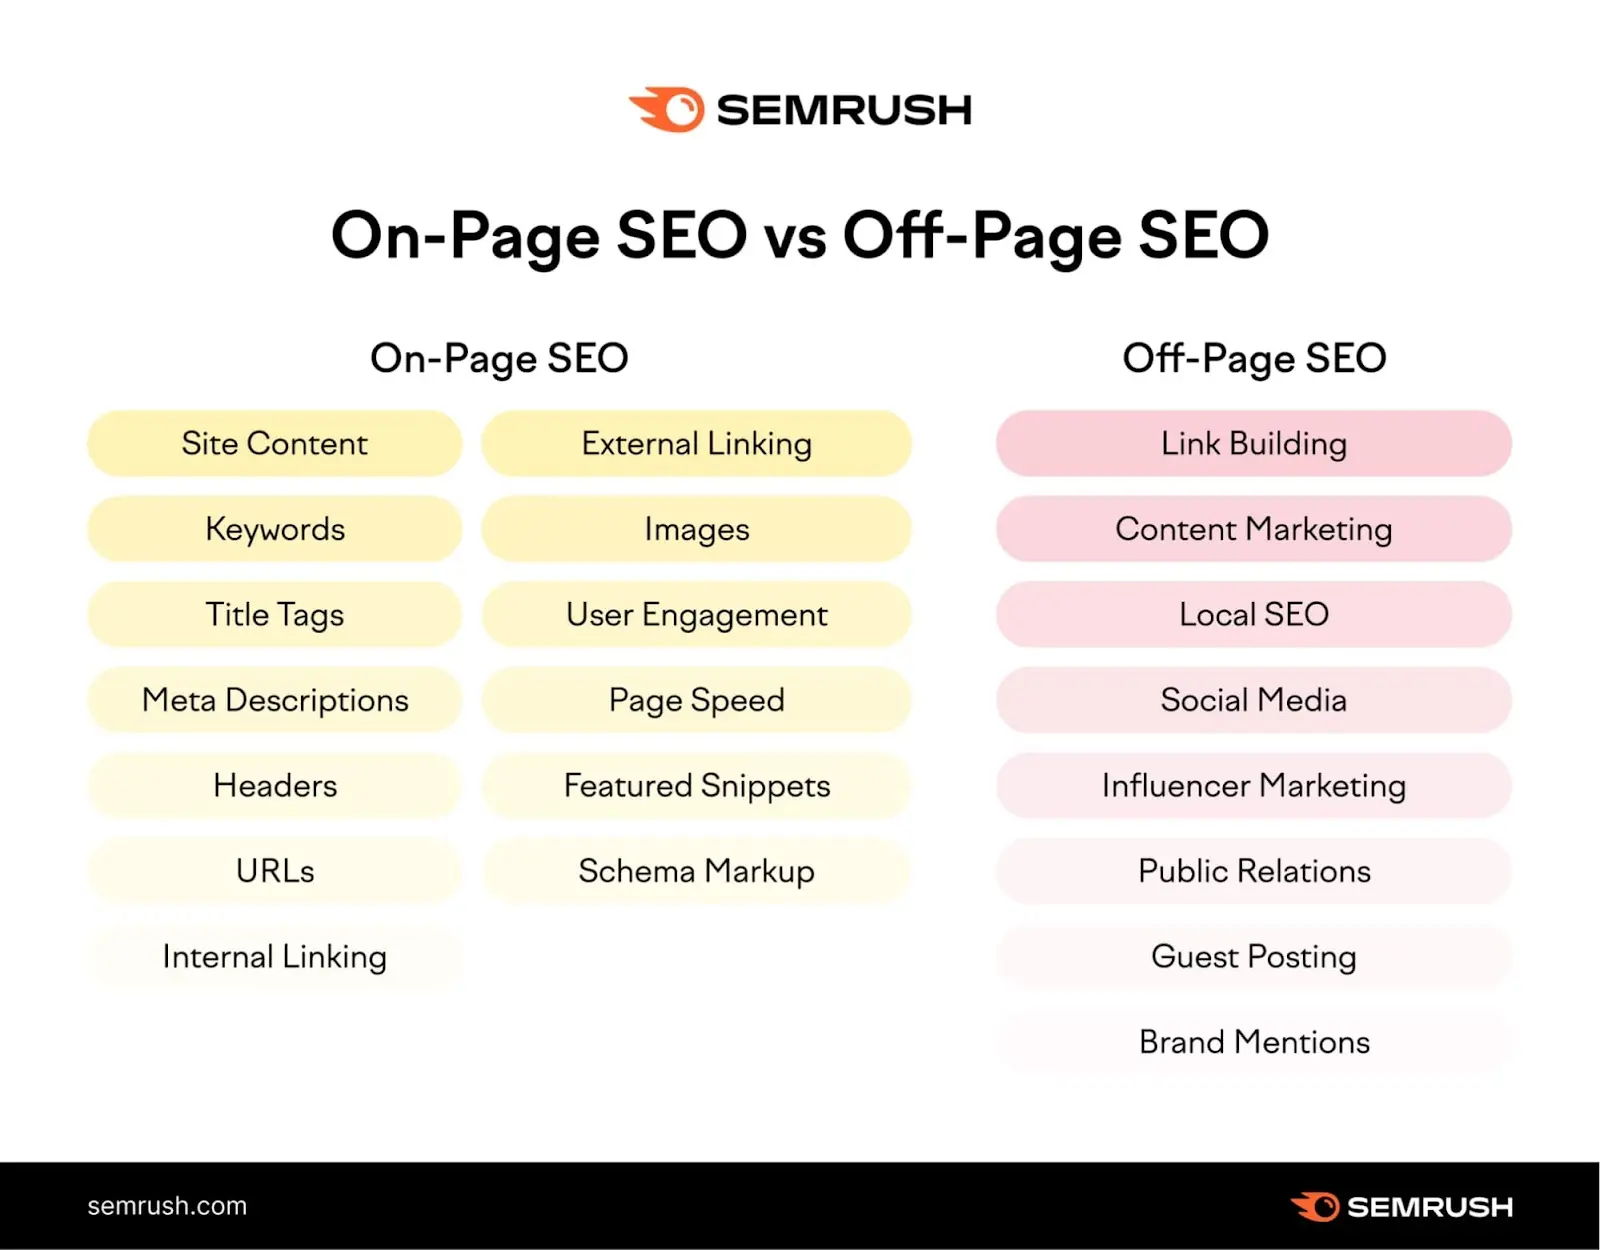 SEMRUSH
On-Page SEO vs Off-Page SEO
On-Page SEO
Site Content
Keywords
Title Tags
Meta Descriptions
Headers
URLs
Internal Linking
External Linking
Images
User Engagement
Page Speed
Featured Snippets
Schema Markup
Off-Page SEO
Link Building
Content Marketing
Local SEO
Social Media
Influencer Marketing
Public Relations
Guest Posting
Brand Mentions
semrush.com
SEMRUSH